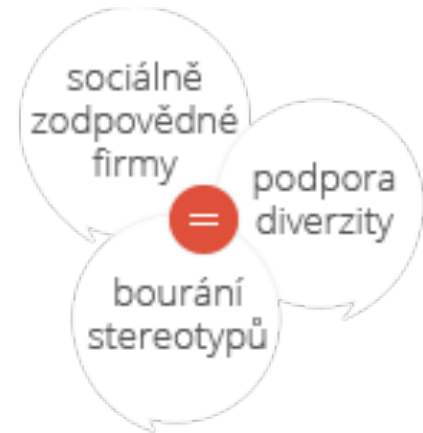 sociálně
zodpovědné
firmy
podpora
diverzity
=
bourání
stereotypů